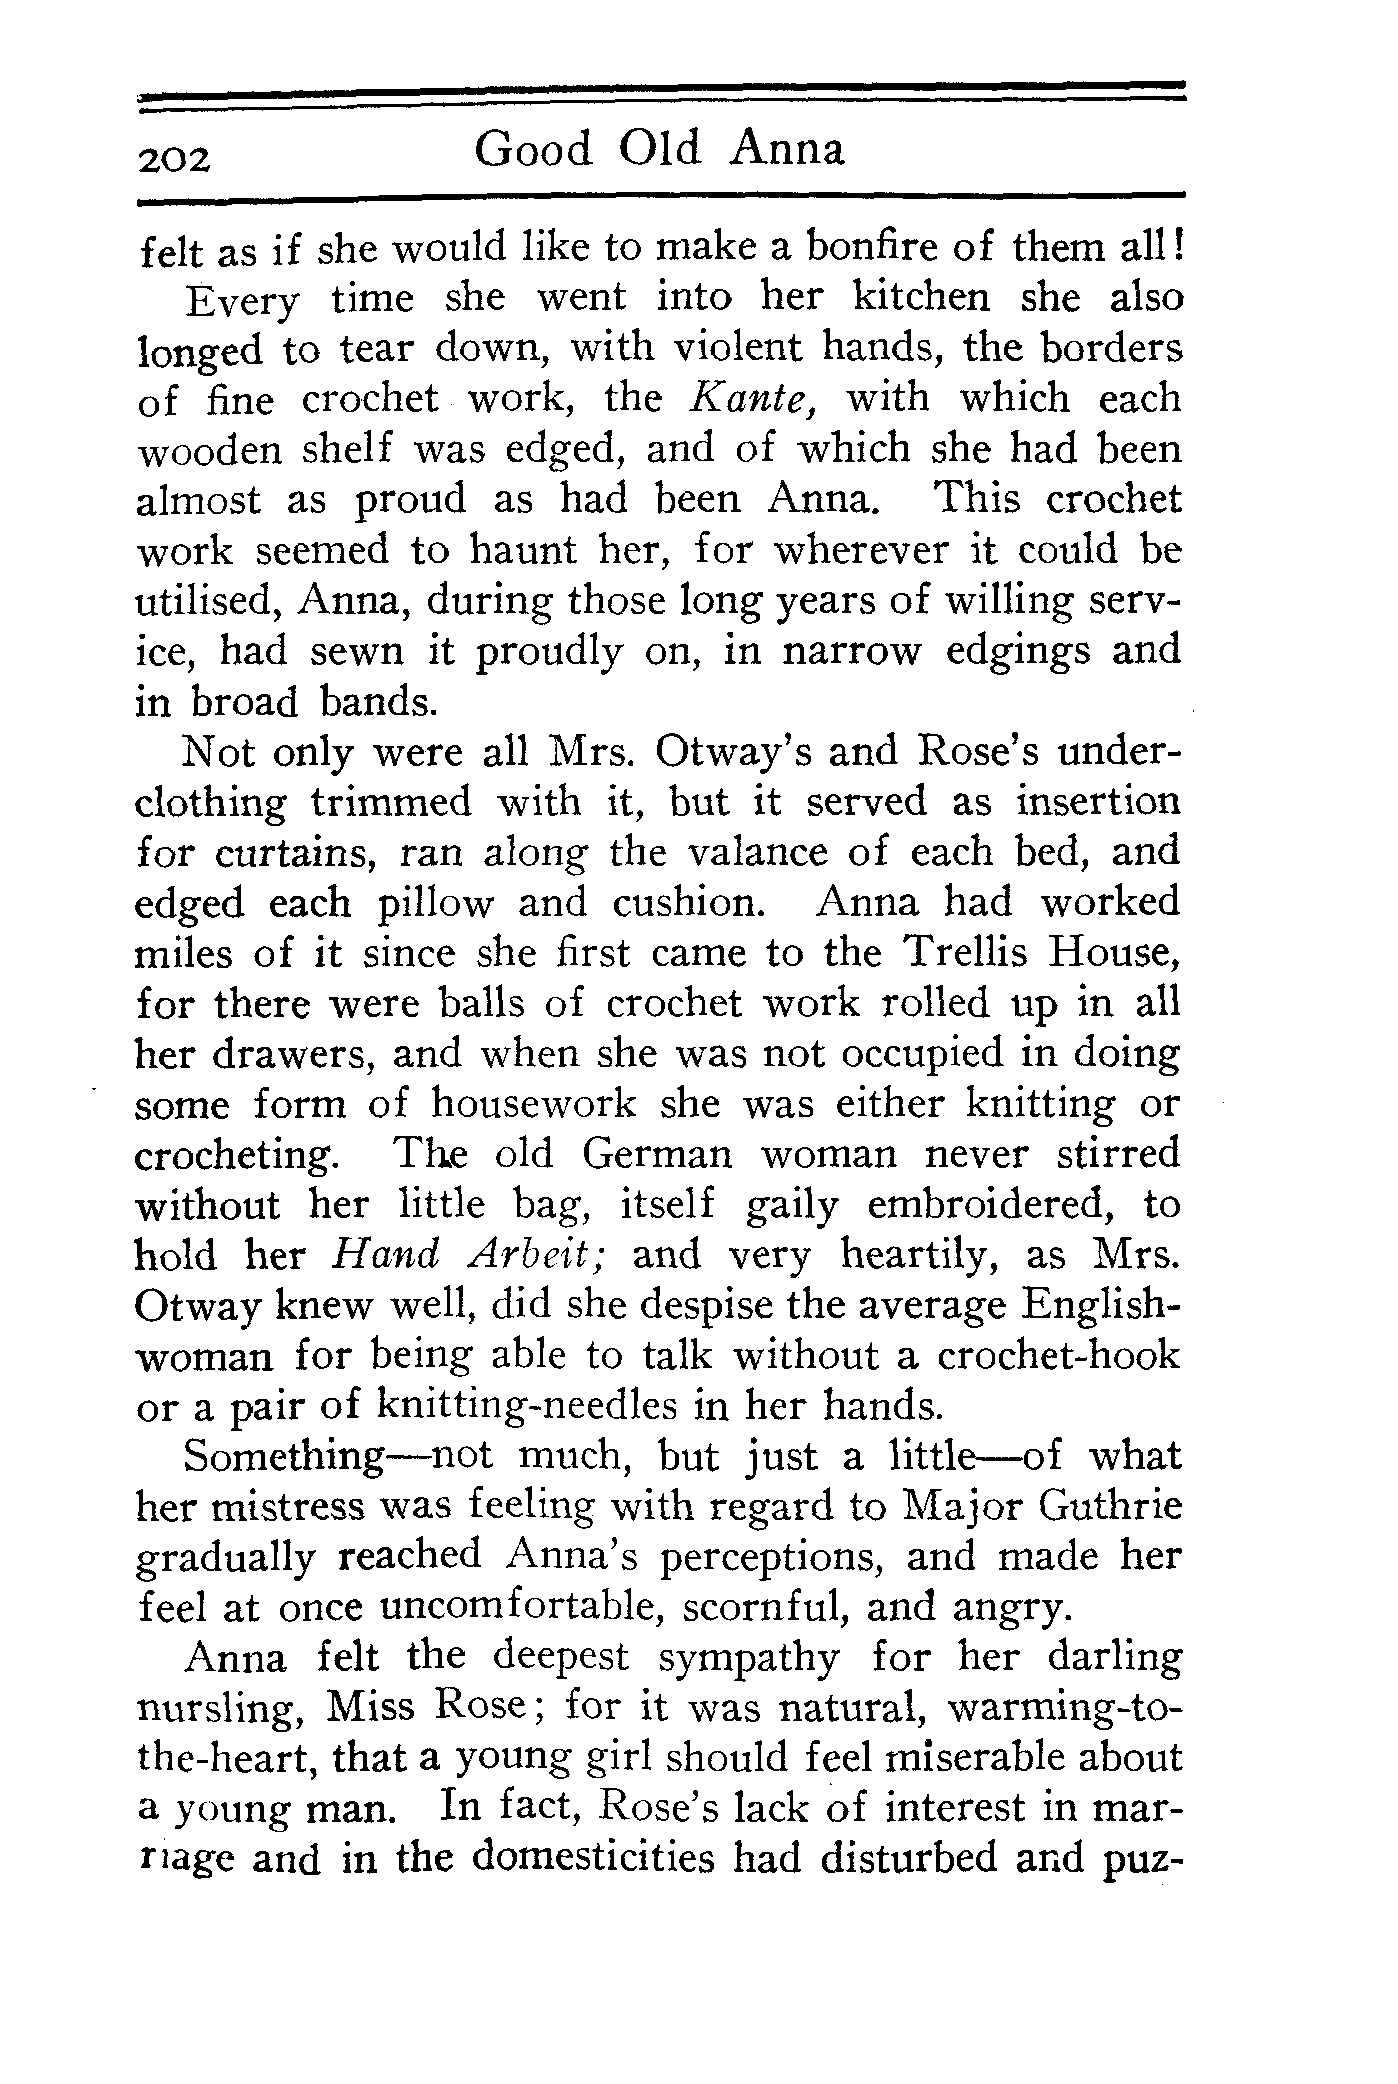 202 Good Old Anna
felt as if she would like to make a bonfire of them all!
Every time she went into her kitchen she also
longed to tear down, with violent hands, the borders
of fine crochet work, the Kante, with which each
wooden shelf was edged, and of which she had been
almost as proud as had been Anna. This crochet
work seemed to haunt her, for wherever it could be
utilised, Anna, during those long years of willing serv-
ice, had sewn it proudly on, in narrow edgings and
in broad bands.
Not only were all Mrs. Otway's and Rose's under-
clothing trimmed with it, but it served as insertion
for curtains, ran along the valance of each bed, and
edged each pillow and cushion. Anna had worked
miles of it since she first came to the Trellis House,
for there were balls of crochet work rolled up in all
her drawers, and when she was not occupied in doing
some form of housework she was either knitting or
crocheting. The old German woman never stirred
without her little bag, itself gaily embroidered, to
hold her Hand Arbeit; and very heartily, as Mrs.
Otway knew well, did she despise the average English-
woman for being able to talk without a crochet-hook
or a pair of knitting-needles in her hands.
Something—not much, but just a little—of what
her mistress was feeling with regard to Major Guthrie
gradually reached Anna's perceptions, and made her
feel at once uncomfortable, scornful, and angry.
Anna felt the deepest sympathy for her darling
nursling, Miss Rose; for it was natural, warming-to-
the-heart, that a young girl should feel miserable about
a young man. In fact, Rose's lack of interest in mar-
riage and in the domesticities had disturbed and puz-